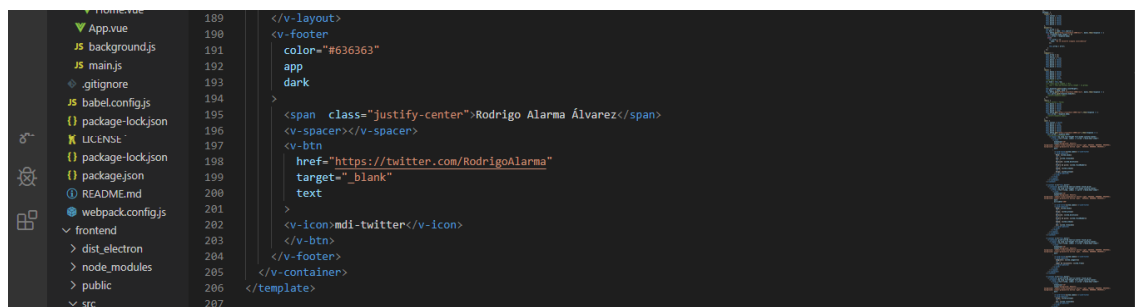 Home.vue
App.vue
JS background.js
JS main.js
.gitignore
JS babel.config.js
{} package-lock.json
LICENSE
{} package-lock.json
{} package.json
README.md
webpack.config.js
frontend
> dist_electron
> node_modules
> public
src
189 </v-layout>
190 <v-footer
191 color="#636363"
192 app
193 dark
194 >
195 <span  class="justify-center">Rodrigo Alarma Álvarez</span>
196 <v-spacer></v-spacer>
197 <v-btn
198 href="https://twitter.com/RodrigoAlarma"
199 target="_blank"
200 text
201 >
202 <v-icon>mdi-twitter</v-icon>
203 </v-btn>
204 </v-footer>
205 </v-container>
206 </template>
207